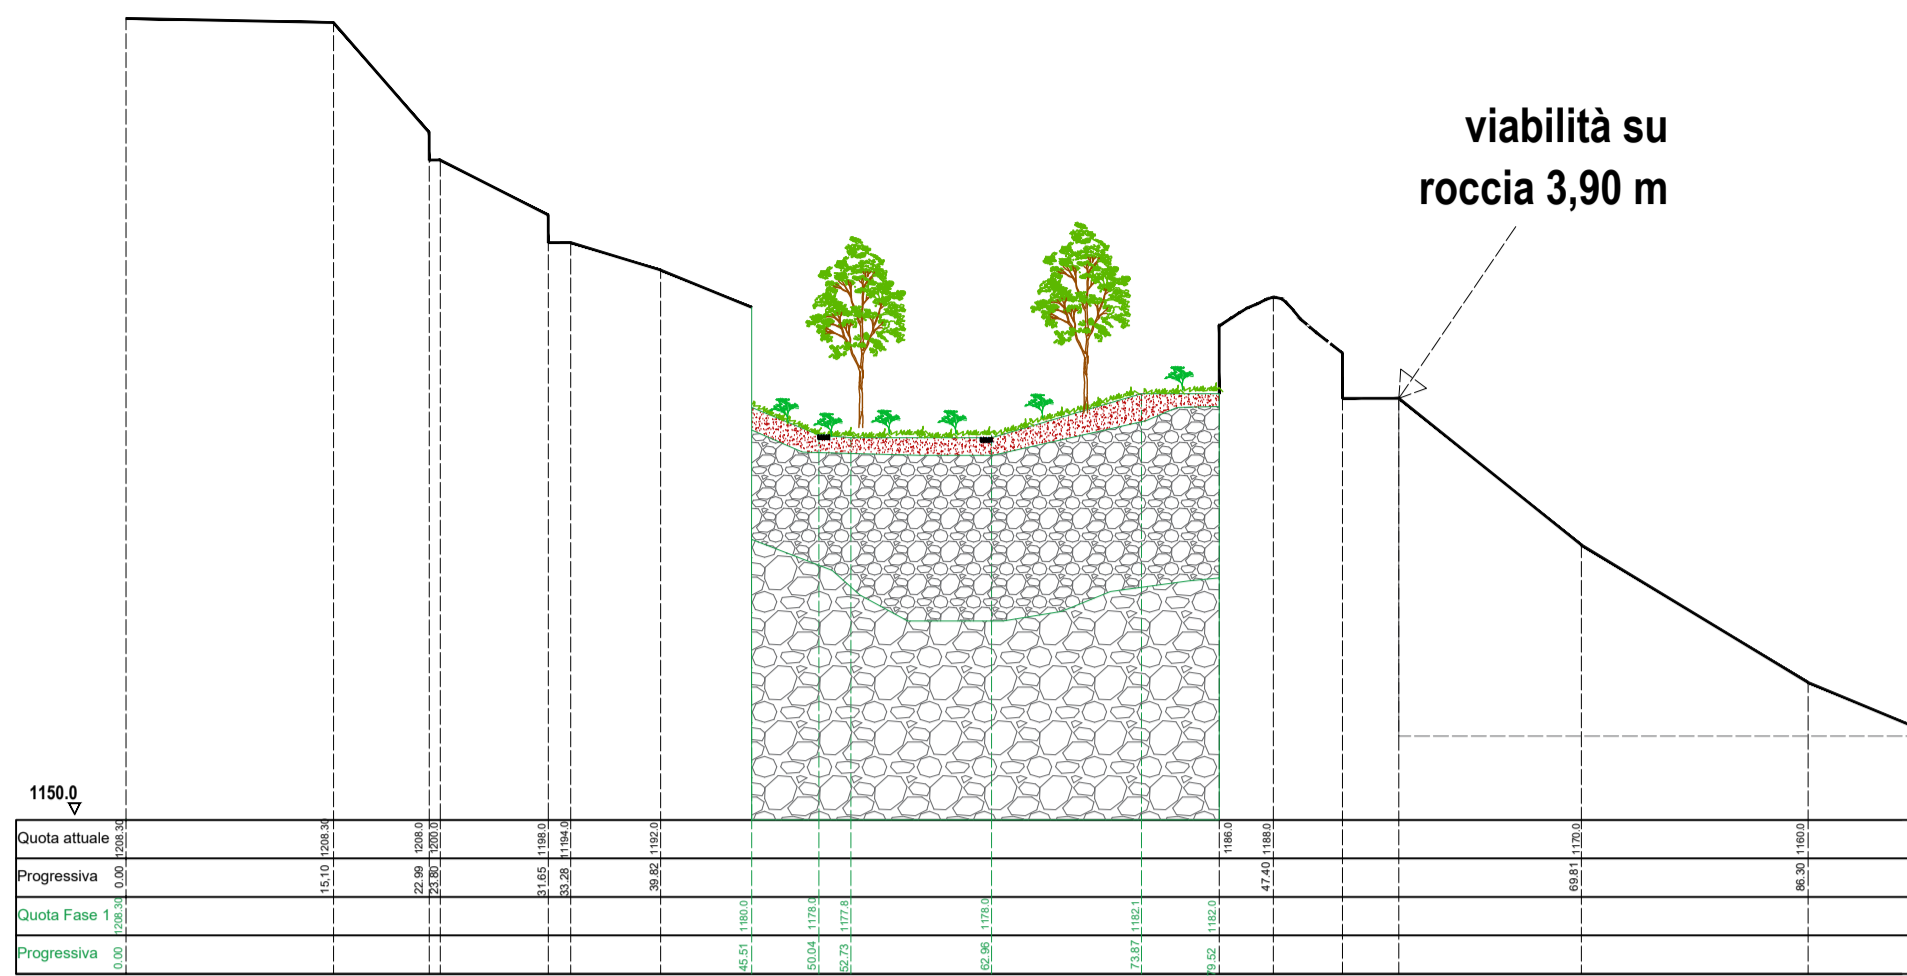 viabilità su
roccia 3,90 m
1150.0
Quota attuale 1208.30 1208.30 1208.0 1200.0 1198.0 11194.0 1192.0 1186.0 1188.0 1170.0 1160.0
Progressiva 0.00 15,10 22.99 23.80 31.65 33.28 39.82 47.40 69.81 86.30
Quota Fase 1 1208.30 1180.0 1178.0 1177.8 1178.0 1182.1 1182.0
Progressiva 0.00 45.51 50.04 52.73 62.96 73.87 79.52